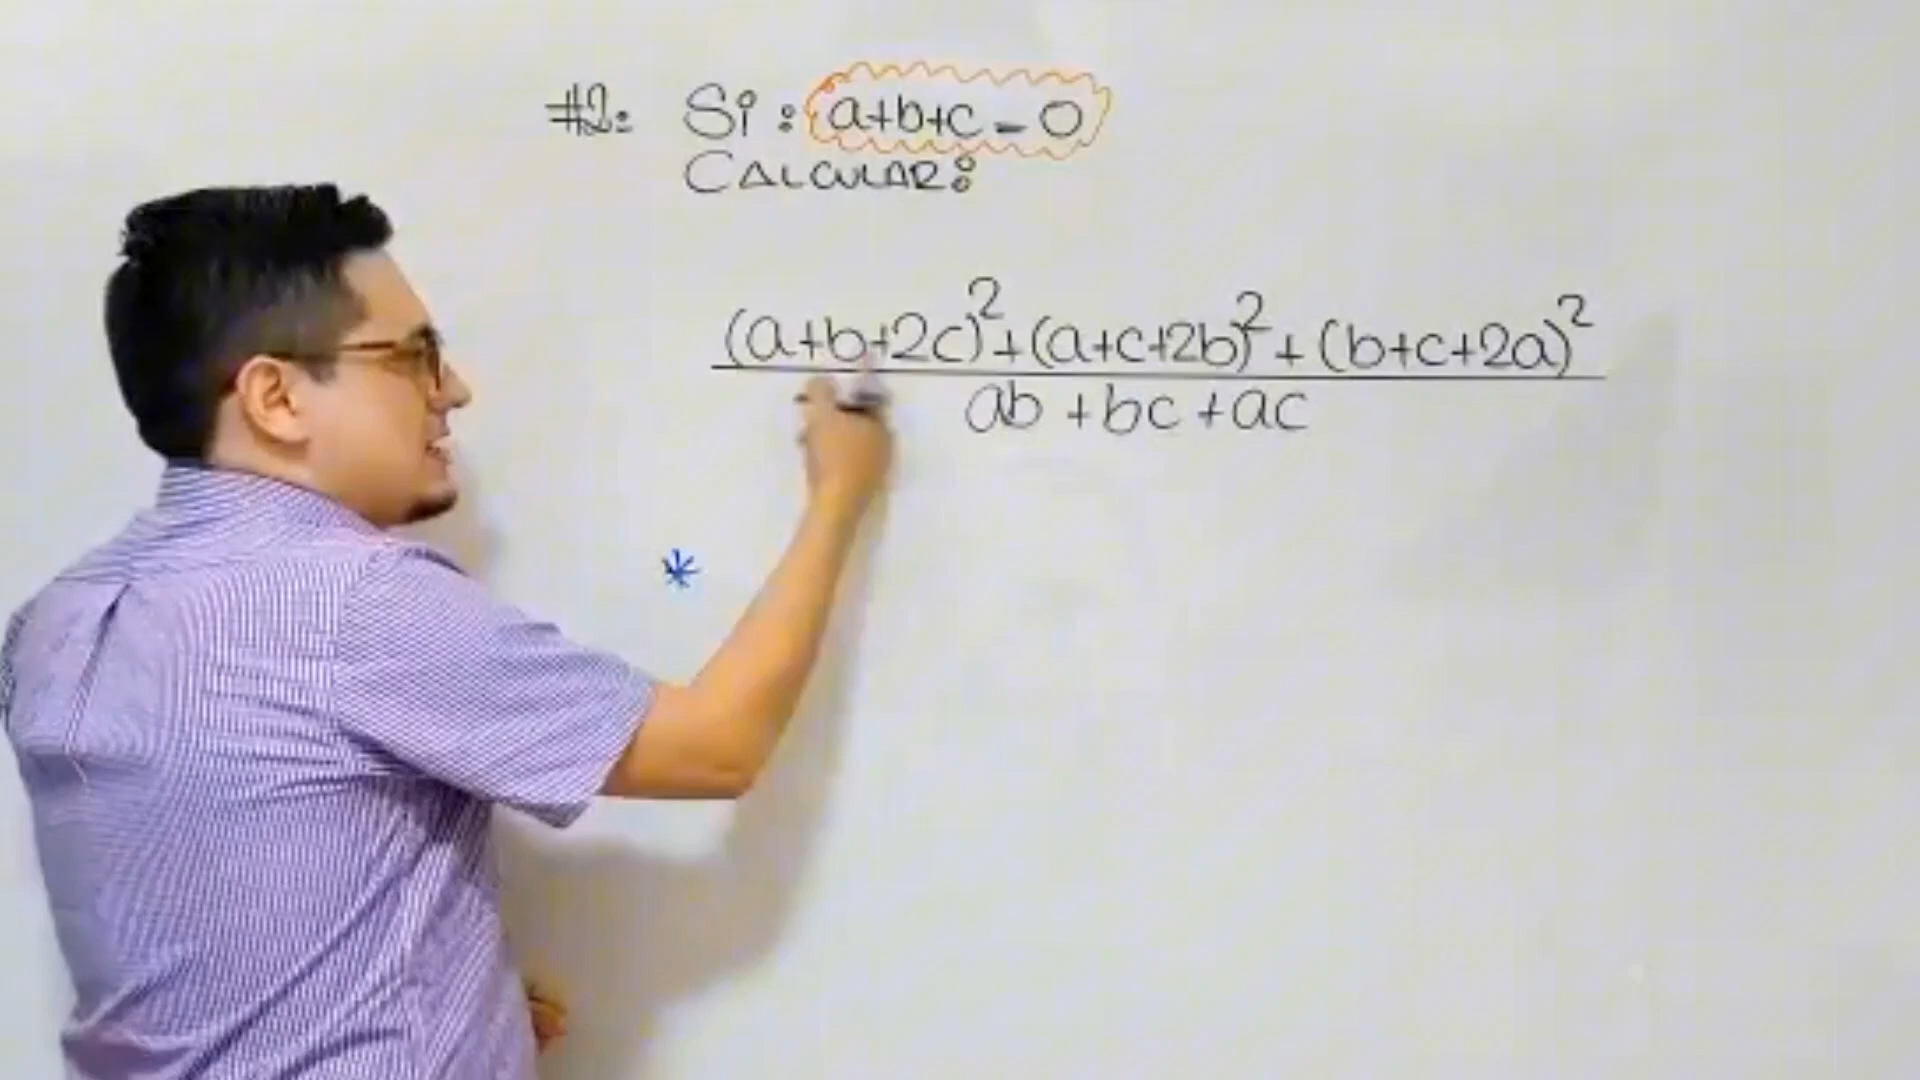 #2: Si: a+b+c=0
CALCULAR:
(a+b+2c)²+(a+c+2b)²+(b+c+2a)²
ab+bc+ac
*